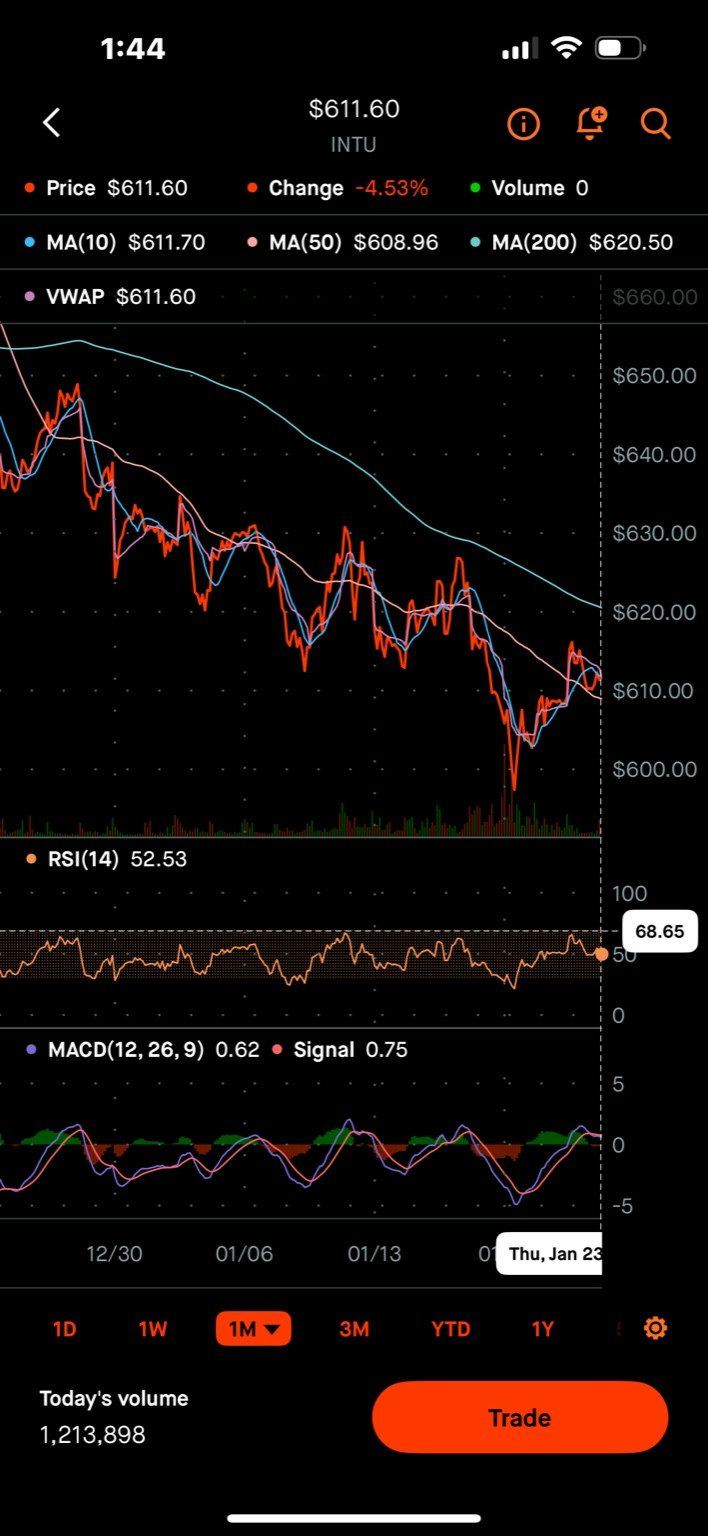 1:44
$611.60
INTU
Price $611.60 Change -4.53% Volume 0
MA(10) $611.70 MA(50) $608.96 MA(200) $620.50
VWAP $611.60
$660.00
$650.00
$640.00
$630.00
$620.00
$610.00
$600.00
RSI(14) 52.53
100
68.65
50
0
MACD(12, 26, 9) 0.62 Signal 0.75
5
0
-5
12/30 01/06 01/13 Thu, Jan 23
1D 1W 1M 3M YTD 1Y
Today's volume
1,213,898
Trade